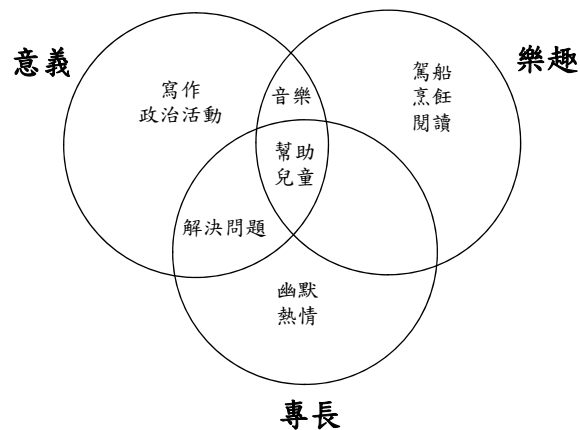 意義
樂趣
寫作
政治活動
音樂
駕船
烹飪
閱讀
幫助
兒童
解決問題
幽默
熱情
專長